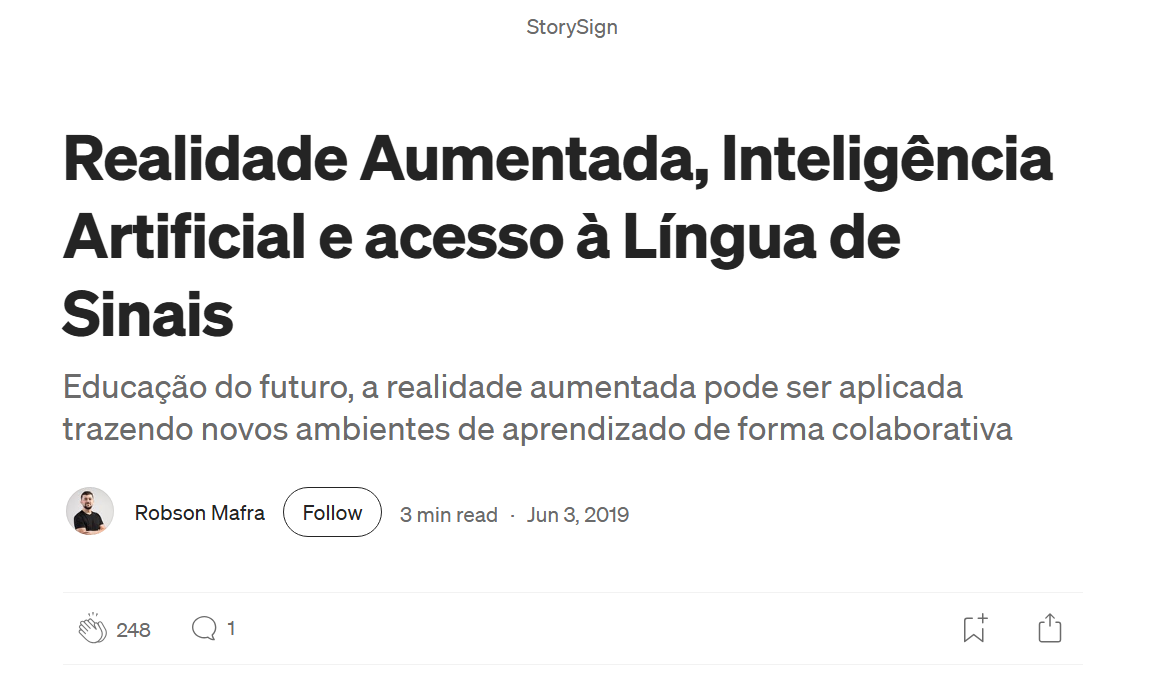 StorySign
Realidade Aumentada, Inteligência
Artificial e acesso à Língua de
Sinais
Educação do futuro, a realidade aumentada pode ser aplicada
trazendo novos ambientes de aprendizado de forma colaborativa
Robson Mafra Follow 3 min read · Jun 3, 2019
248 1